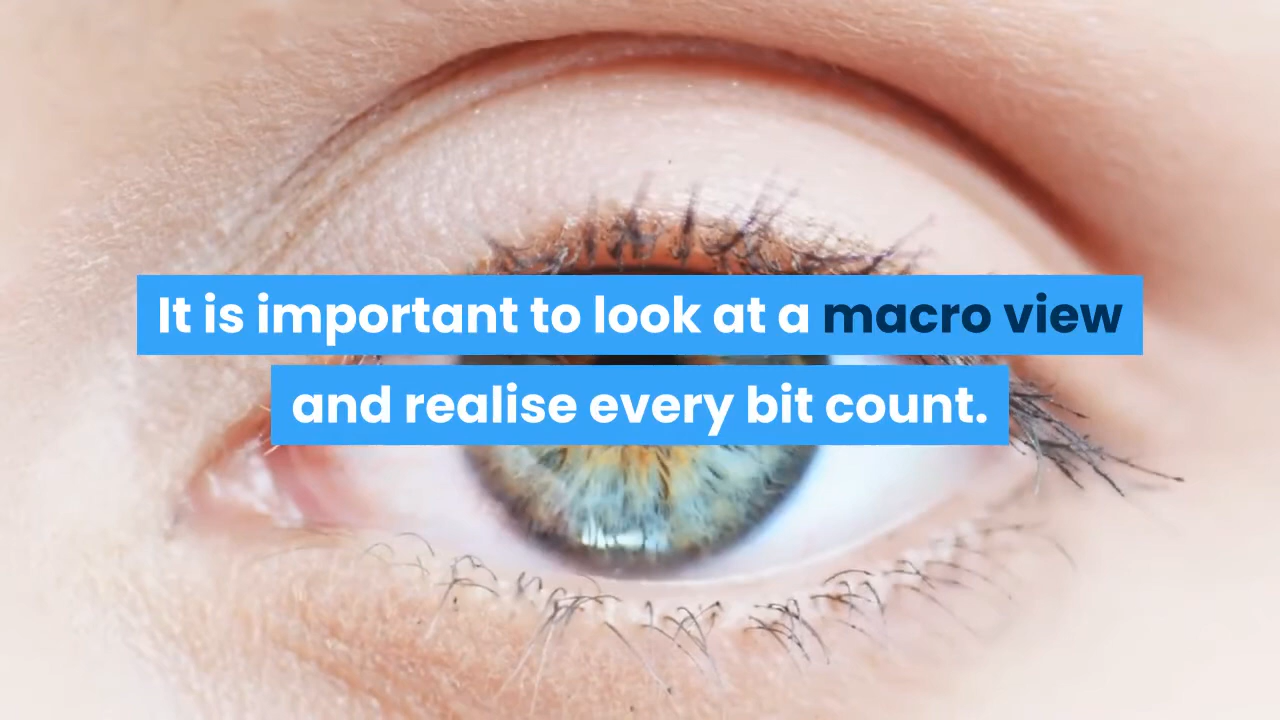 It is important to look at a macro view
and realise every bit count.